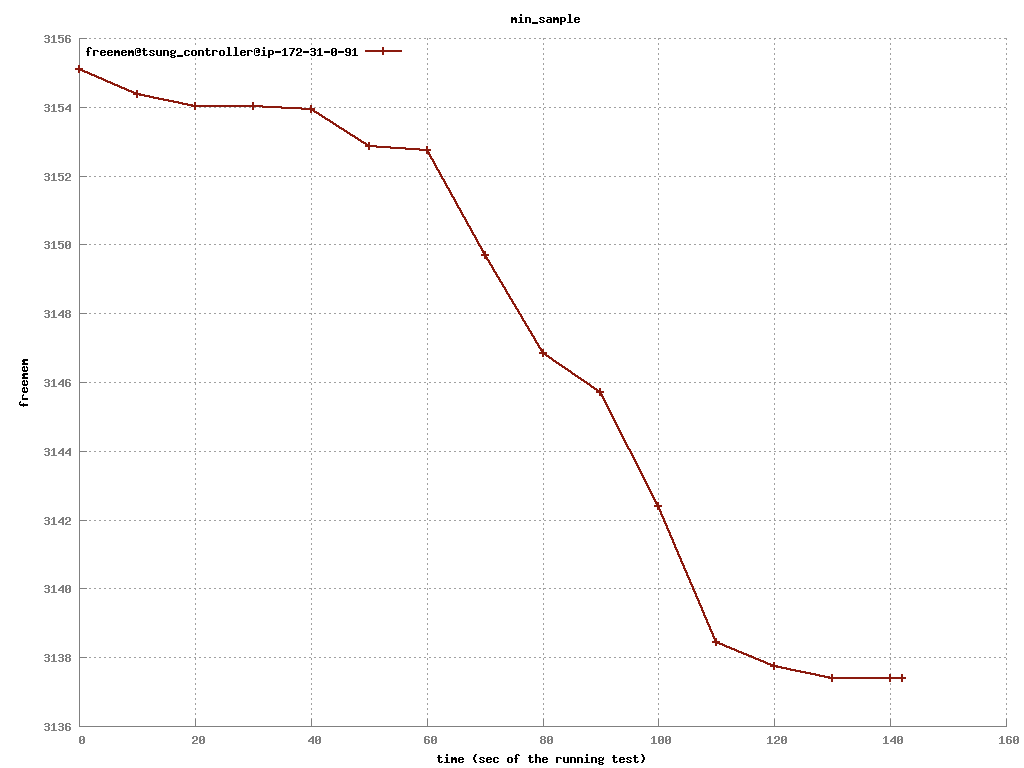 min_sample
freemem@tsung_controller@ip-172-31-0-91
3156
3154
3152
3150
3148
3146
3144
3142
3140
3138
3136
freemem
0 20 40 60 80 100 120 140 160
time (sec of the running test)